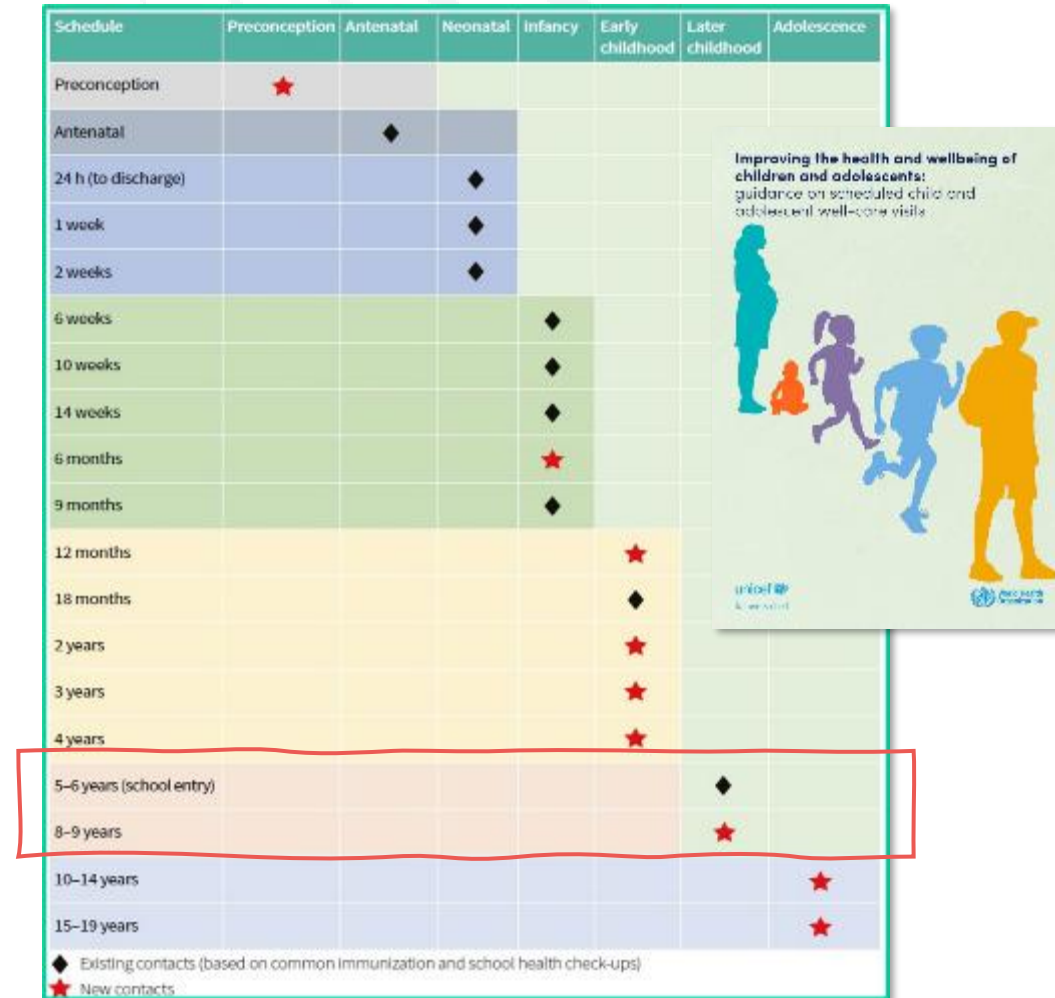 Schedule Preconception Antenatal Neonatal Infancy Early childhood Later childhood Adolescence
Preconception
Antenatal
24 h (to discharge)
1 week
2 weeks
6 weeks
10 weeks
14 weeks
6 months
9 months
12 months
18 months
2 years
3 years
4 years
5–6 years (school entry)
8–9 years
10–14 years
15–19 years
Existing contacts (based on common immunization and school health check-ups)
New contacts
Improving the health and wellbeing of
children and adolescents:
guidance on scheduled child and
adolescent well-care visits
unicef
World Health
Organization